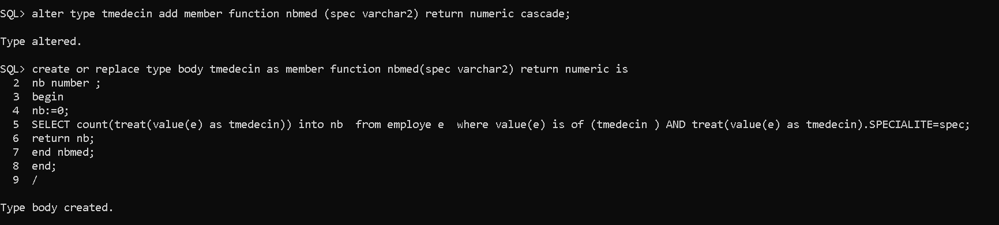 SQL> alter type tmedecin add member function nbmed (spec varchar2) return numeric cascade;
Type altered.
SQL> create or replace type body tmedecin as member function nbmed(spec varchar2) return numeric is
  2  nb number ;
  3  begin
  4  nb:=0;
  5  SELECT count(treat(value(e) as tmedecin)) into nb  from employe e  where value(e) is of (tmedecin ) AND treat(value(e) as tmedecin).SPECIALITE=spec;
  6  return nb;
  7  end nbmed;
  8  end;
  9  /
Type body created.